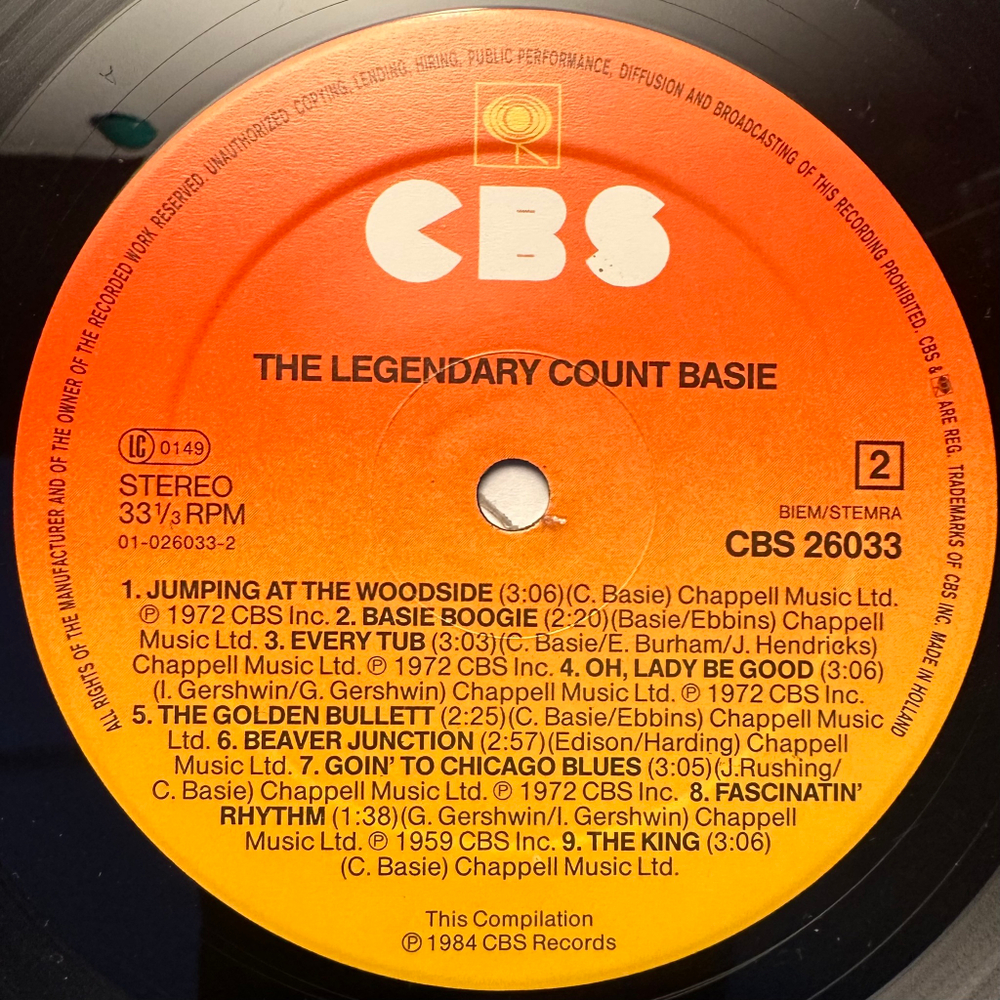 ALL RIGHTS OF THE MANUFACTURER AND OF THE OWNER OF THE RECORDED WORK RESERVED. UNAUTHORIZED COPYING, LENDING, HIRING, PUBLIC PERFORMANCE, DIFFUSION AND BROADCASTING OF THIS RECORDING PROHIBITED. CBS & ARE REG. TRADEMARKS OF CBS INC. MADE IN HOLLAND
CBS
THE LEGENDARY COUNT BASIE
LC 0149
STEREO
33 1/3 RPM
01-026033-2
2
BIEM/STEMRA
CBS 26033
1. JUMPING AT THE WOODSIDE (3:06)(C. Basie) Chappell Music Ltd.
℗ 1972 CBS Inc. 2. BASIE BOOGIE (2:20)(Basie/Ebbins) Chappell
Music Ltd. 3. EVERY TUB (3:03)(C. Basie/E. Burham/J. Hendricks)
Chappell Music Ltd. ℗ 1972 CBS Inc. 4. OH, LADY BE GOOD (3:06)
(I. Gershwin/G. Gershwin) Chappell Music Ltd. ℗ 1972 CBS Inc.
5. THE GOLDEN BULLETT (2:25)(C. Basie/Ebbins) Chappell Music
Ltd. 6. BEAVER JUNCTION (2:57)(Edison/Harding) Chappell
Music Ltd. 7. GOIN' TO CHICAGO BLUES (3:05)(J.Rushing/
C. Basie) Chappell Music Ltd. ℗ 1972 CBS Inc. 8. FASCINATIN'
RHYTHM (1:38)(G. Gershwin/I. Gershwin) Chappell
Music Ltd. ℗ 1959 CBS Inc. 9. THE KING (3:06)
(C. Basie) Chappell Music Ltd.
This Compilation
℗ 1984 CBS Records